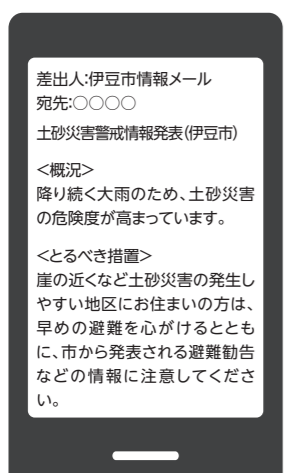 差出人:伊豆市情報メール
宛先:○○○○
土砂災害警戒情報発表(伊豆市)
<概況>
降り続く大雨のため、土砂災害
の危険度が高まっています。
<とるべき措置>
崖の近くなど土砂災害の発生し
やすい地区にお住まいの方は、
早めの避難を心がけるととも
に、市から発表される避難勧告
などの情報に注意してくださ
い。